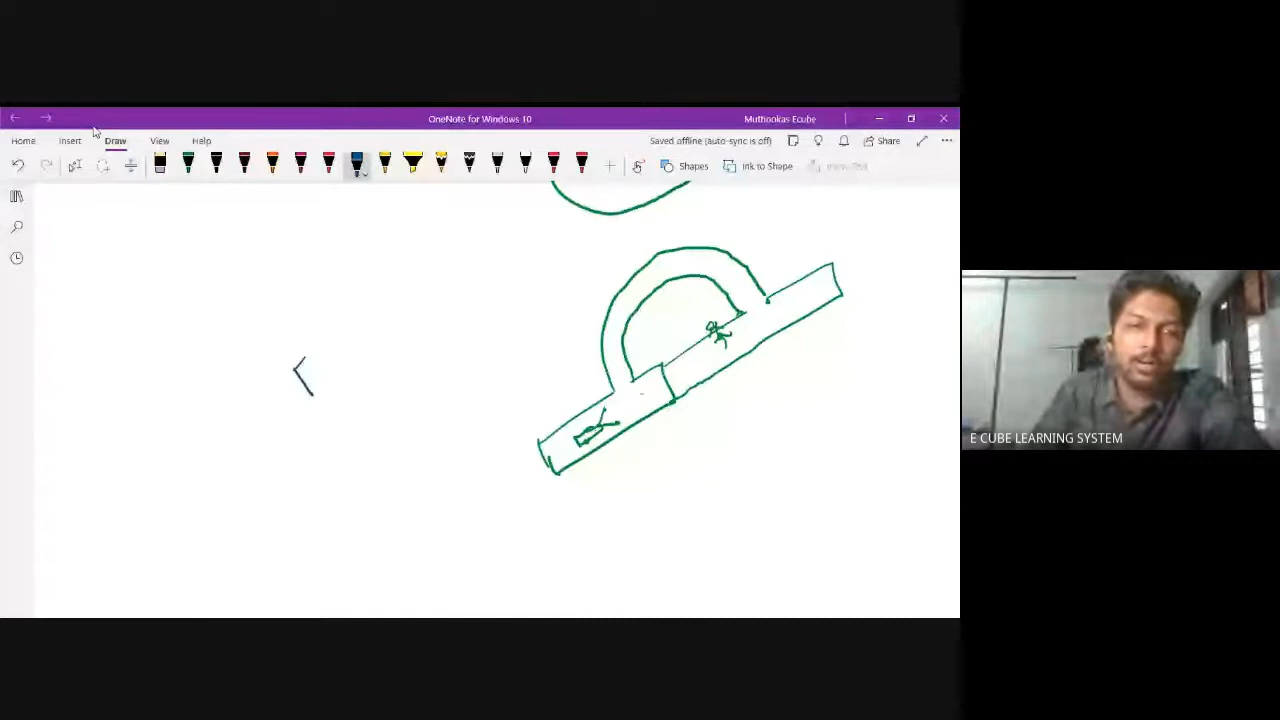 OneNote for Windows 10
Muthookas Ecube
Home Insert Draw View Help
Saved offline (auto-sync is off)
Share
Shapes
Ink to Shape
E CUBE LEARNING SYSTEM